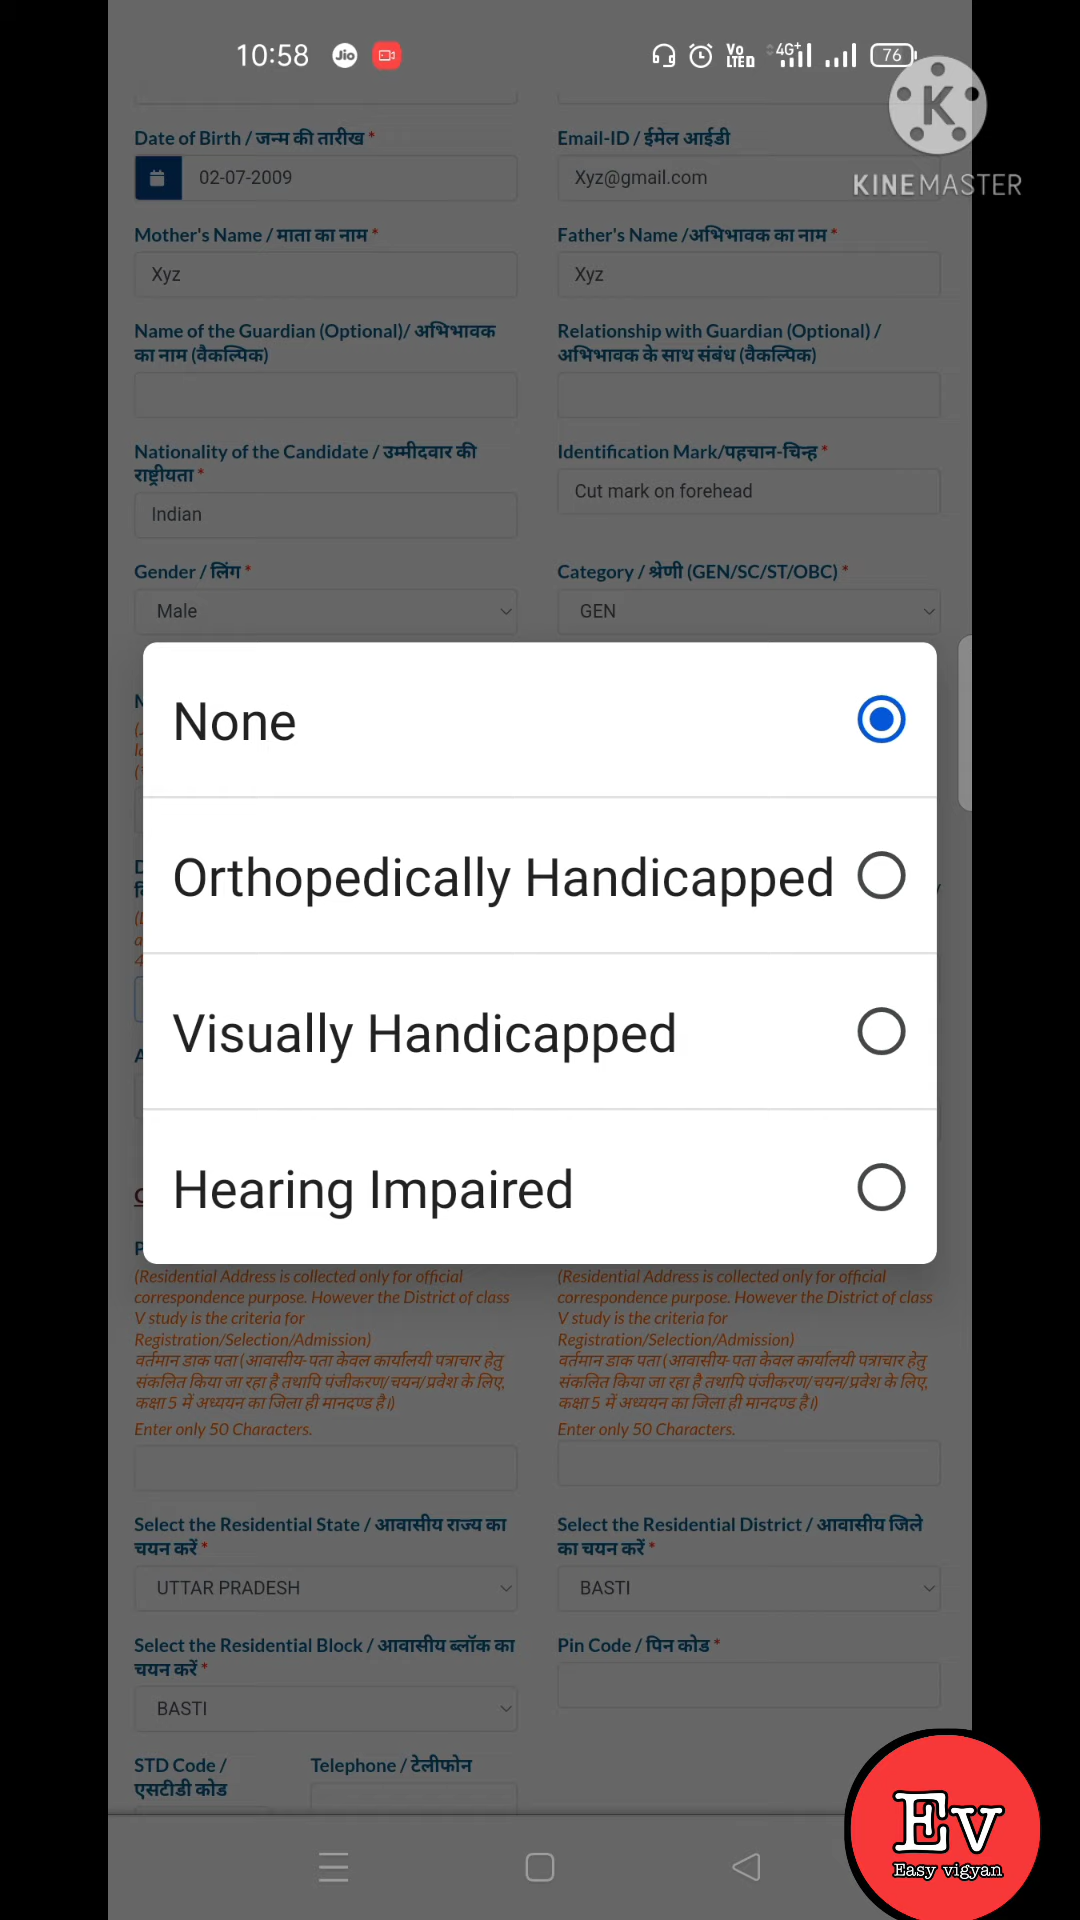 10:58 Jio Vo LTED 4G+ 76
K
KINEMASTER
Date of Birth / जन्म की तारीख *
Email-ID / ईमेल आईडी
02-07-2009
Xyz@gmail.com
Mother's Name / माता का नाम *
Father's Name /अभिभावक का नाम *
Xyz
Xyz
Name of the Guardian (Optional)/ अभिभावक
का नाम (वैकल्पिक)
Relationship with Guardian (Optional) /
अभिभावक के साथ संबंध (वैकल्पिक)
Nationality of the Candidate / उम्मीदवार की
राष्ट्रीयता *
Identification Mark/पहचान-चिन्ह *
Indian
Cut mark on forehead
Gender / लिंग *
Category / श्रेणी (GEN/SC/ST/OBC) *
Male
GEN
None
Orthopedically Handicapped
Visually Handicapped
Hearing Impaired
(Residential Address is collected only for official
correspondence purpose. However the District of class
V study is the criteria for
Registration/Selection/Admission)
वर्तमान डाक पता (आवासीय-पता केवल कार्यालयी पत्राचार हेतु
संकलित किया जा रहा है तथापि पंजीकरण/चयन/प्रवेश के लिए,
कक्षा 5 में अध्ययन का जिला ही मानदण्ड है।)
Enter only 50 Characters.
(Residential Address is collected only for official
correspondence purpose. However the District of class
V study is the criteria for
Registration/Selection/Admission)
वर्तमान डाक पता (आवासीय-पता केवल कार्यालयी पत्राचार हेतु
संकलित किया जा रहा है तथापि पंजीकरण/चयन/प्रवेश के लिए,
कक्षा 5 में अध्ययन का जिला ही मानदण्ड है।)
Enter only 50 Characters.
Select the Residential State / आवासीय राज्य का
चयन करें *
Select the Residential District / आवासीय जिले
का चयन करें *
UTTAR PRADESH
BASTI
Select the Residential Block / आवासीय ब्लॉक का
चयन करें *
Pin Code / पिन कोड *
BASTI
STD Code /
एसटीडी कोड
Telephone / टेलीफोन
Ev
Easy vigyan